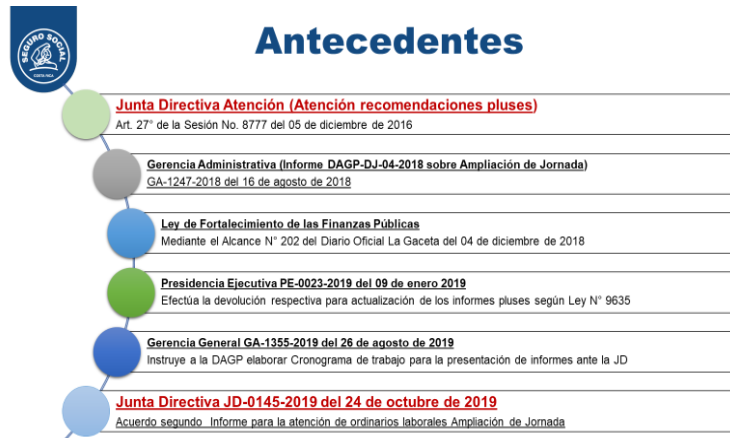 SEGURO SOCIAL
COSTA RICA
Antecedentes
Junta Directiva Atención (Atención recomendaciones pluses)
Art. 27° de la Sesión No. 8777 del 05 de diciembre de 2016
Gerencia Administrativa (Informe DAGP-DJ-04-2018 sobre Ampliación de Jornada)
GA-1247-2018 del 16 de agosto de 2018
Ley de Fortalecimiento de las Finanzas Públicas
Mediante el Alcance N° 202 del Diario Oficial La Gaceta del 04 de diciembre de 2018
Presidencia Ejecutiva PE-0023-2019 del 09 de enero 2019
Efectúa la devolución respectiva para actualización de los informes pluses según Ley N° 9635
Gerencia General GA-1355-2019 del 26 de agosto de 2019
Instruye a la DAGP elaborar Cronograma de trabajo para la presentación de informes ante la JD
Junta Directiva JD-0145-2019 del 24 de octubre de 2019
Acuerdo segundo Informe para la atención de ordinarios laborales Ampliación de Jornada